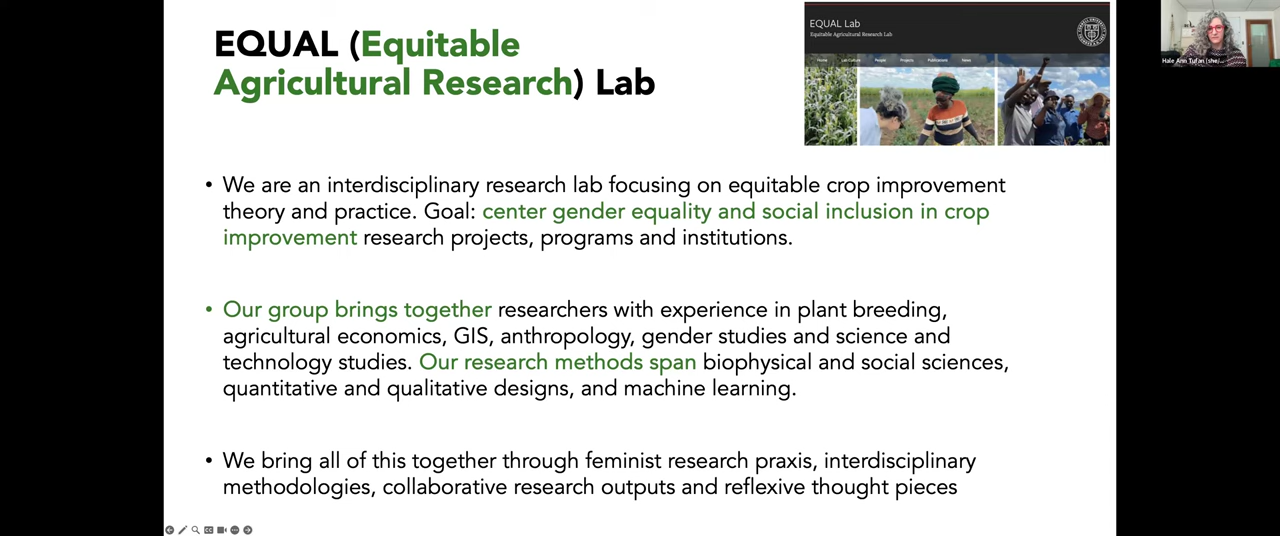 EQUAL (Equitable
Agricultural Research) Lab
EQUAL Lab
Equitable Agricultural Research Lab
Home Lab Culture People Projects Publications News
Hale Ann Tufan (she/...
• We are an interdisciplinary research lab focusing on equitable crop improvement
theory and practice. Goal: center gender equality and social inclusion in crop
improvement research projects, programs and institutions.
• Our group brings together researchers with experience in plant breeding,
agricultural economics, GIS, anthropology, gender studies and science and
technology studies. Our research methods span biophysical and social sciences,
quantitative and qualitative designs, and machine learning.
• We bring all of this together through feminist research praxis, interdisciplinary
methodologies, collaborative research outputs and reflexive thought pieces